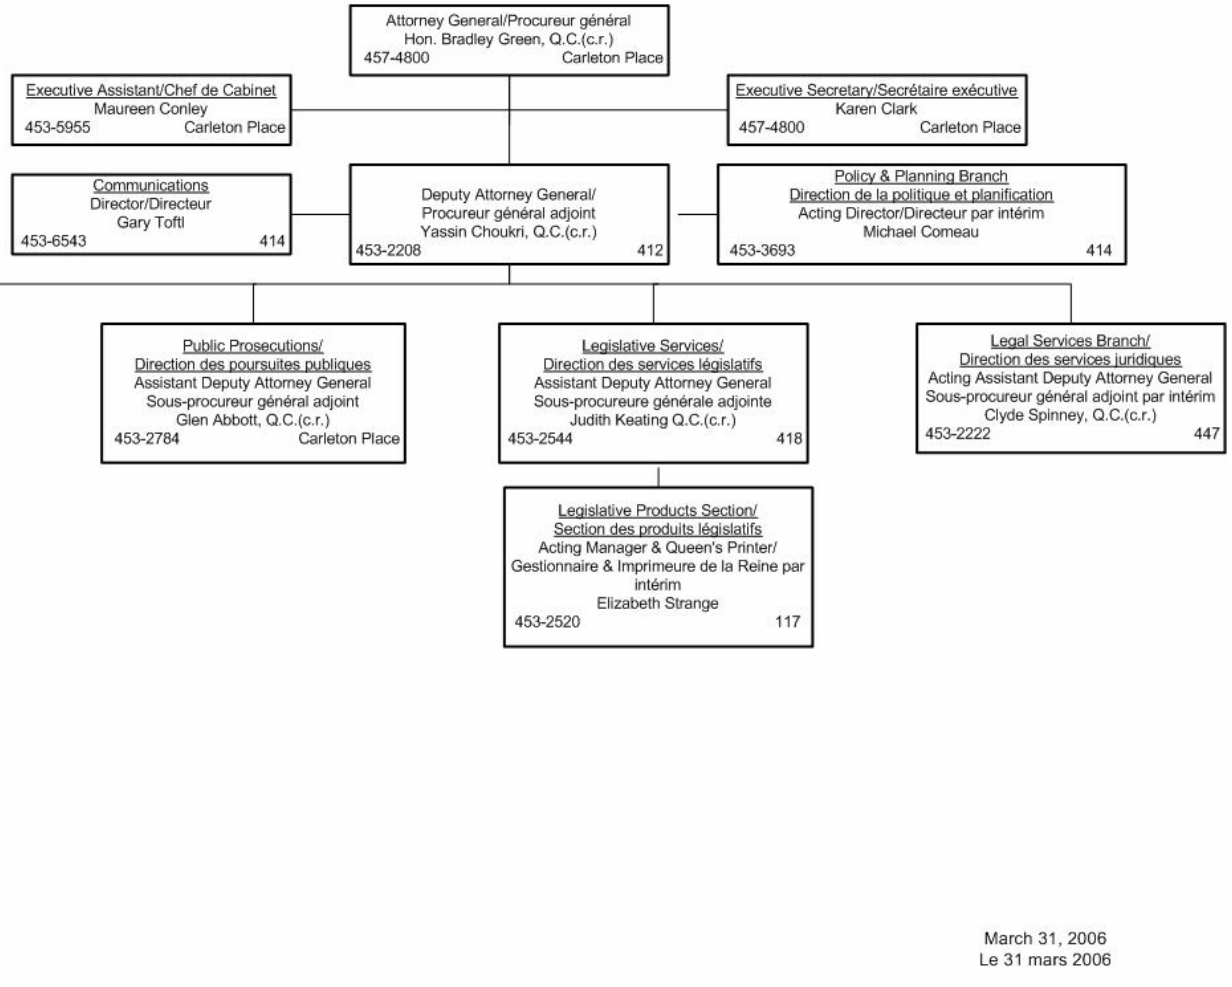 Attorney General/Procureur général
Hon. Bradley Green, Q.C.(c.r.)
457-4800 Carleton Place
Executive Assistant/Chef de Cabinet
Maureen Conley
453-5955 Carleton Place
Executive Secretary/Secrétaire exécutive
Karen Clark
457-4800 Carleton Place
Communications
Director/Directeur
Gary Toftl
453-6543 414
Deputy Attorney General/
Procureur général adjoint
Yassin Choukri, Q.C.(c.r.)
453-2208 412
Policy & Planning Branch
Direction de la politique et planification
Acting Director/Directeur par intérim
Michael Comeau
453-3693 414
Public Prosecutions/
Direction des poursuites publiques
Assistant Deputy Attorney General
Sous-procureur général adjoint
Glen Abbott, Q.C.(c.r.)
453-2784 Carleton Place
Legislative Services/
Direction des services législatifs
Assistant Deputy Attorney General
Sous-procureure générale adjointe
Judith Keating Q.C.(c.r.)
453-2544 418
Legal Services Branch/
Direction des services juridiques
Acting Assistant Deputy Attorney General
Sous-procureur général adjoint par intérim
Clyde Spinney, Q.C.(c.r.)
453-2222 447
Legislative Products Section/
Section des produits législatifs
Acting Manager & Queen's Printer/
Gestionnaire & Imprimeure de la Reine par
intérim
Elizabeth Strange
453-2520 117
March 31, 2006
Le 31 mars 2006